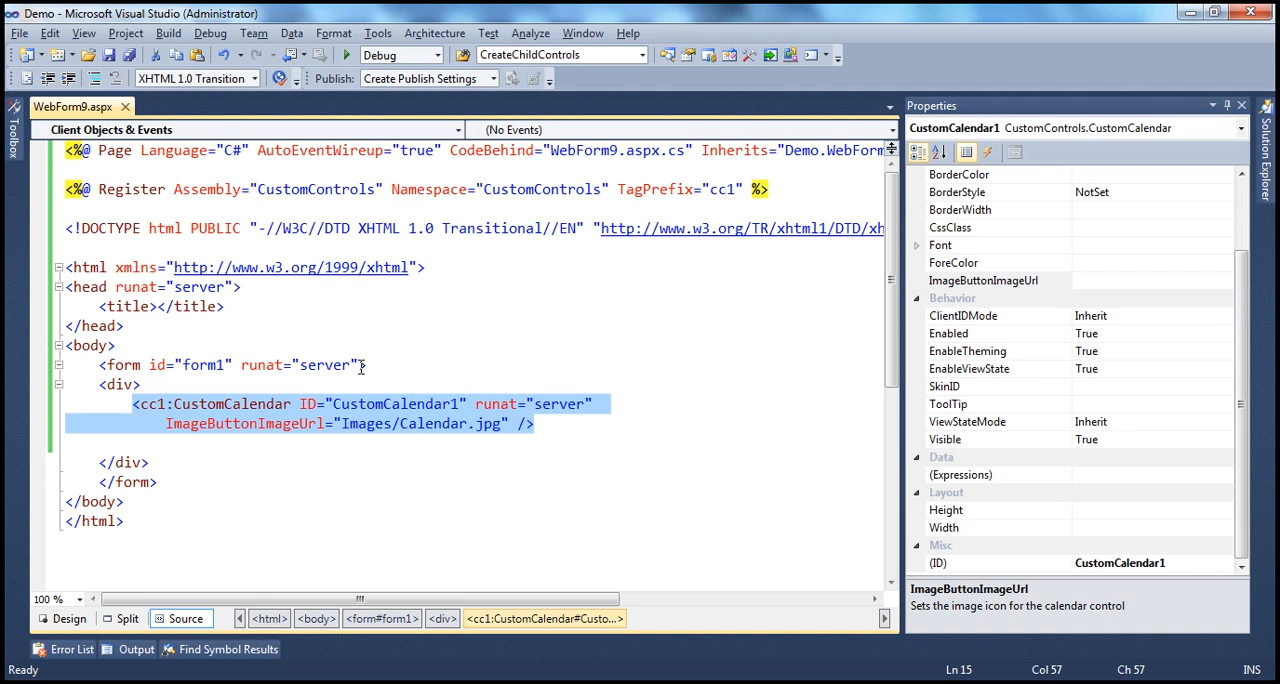 Demo - Microsoft Visual Studio (Administrator)
File Edit View Project Build Debug Team Data Format Tools Architecture Test Analyze Window Help
Debug CreateChildControls
XHTML 1.0 Transition Publish: Create Publish Settings
Toolbox
WebForm9.aspx
Client Objects & Events (No Events)
<%@ Page Language="C#" AutoEventWireup="true" CodeBehind="WebForm9.aspx.cs" Inherits="Demo.WebForm
<%@ Register Assembly="CustomControls" Namespace="CustomControls" TagPrefix="cc1" %>
<!DOCTYPE html PUBLIC "-//W3C//DTD XHTML 1.0 Transitional//EN" "http://www.w3.org/TR/xhtml1/DTD/xh
<html xmlns="http://www.w3.org/1999/xhtml">
<head runat="server">
<title></title>
</head>
<body>
<form id="form1" runat="server">
<div>
<cc1:CustomCalendar ID="CustomCalendar1" runat="server"
ImageButtonImageUrl="Images/Calendar.jpg" />
</div>
</form>
</body>
</html>
100 %
Design Split Source <html> <body> <form#form1> <div> <cc1:CustomCalendar#Custo...>
Error List Output Find Symbol Results
Ready Ln 15 Col 57 Ch 57 INS
Properties
CustomCalendar1 CustomControls.CustomCalendar
BorderColor
BorderStyle NotSet
BorderWidth
CssClass
Font
ForeColor
ImageButtonImageUrl
Behavior
ClientIDMode Inherit
Enabled True
EnableTheming True
EnableViewState True
SkinID
ToolTip
ViewStateMode Inherit
Visible True
Data
(Expressions)
Layout
Height
Width
Misc
(ID) CustomCalendar1
ImageButtonImageUrl
Sets the image icon for the calendar control
Solution Explorer